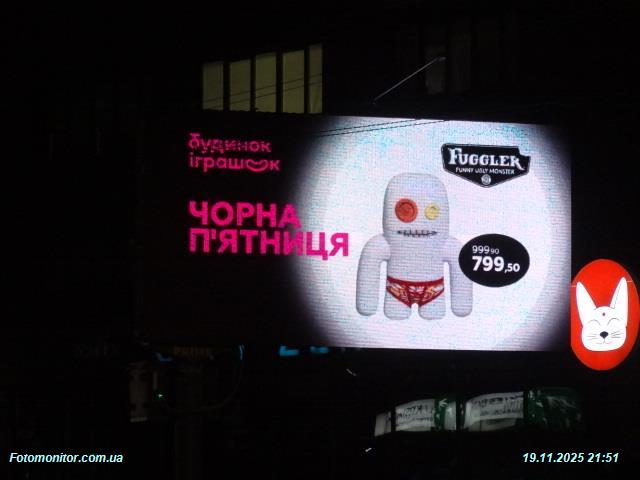 будинок
іграшок
ЧОРНА
П'ЯТНИЦЯ
FUGGLER
FUNNY UGLY MONSTER
999,90
799,50
Fotomonitor.com.ua
19.11.2025 21:51